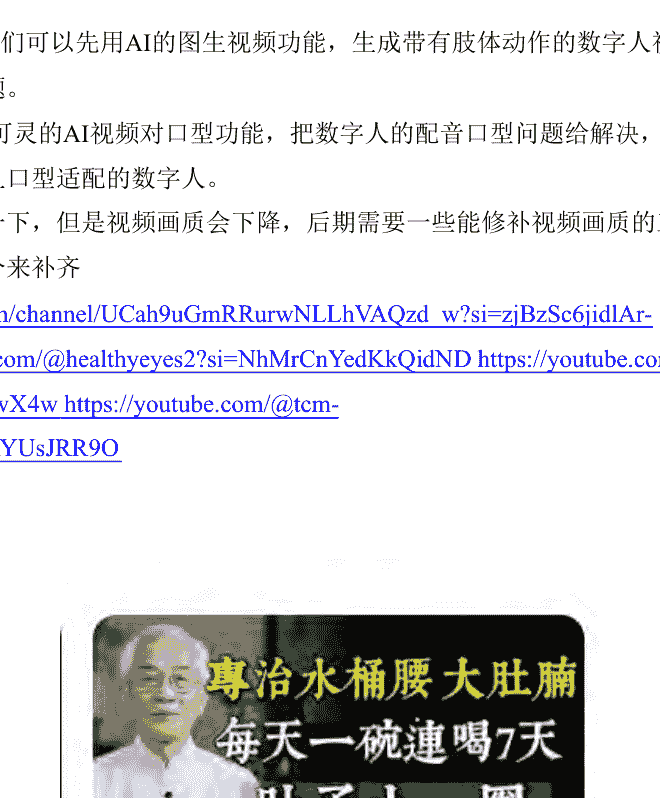 们可以先用AI的图生视频功能，生成带有肢体动作的数字人视
题。
可灵的AI视频对口型功能，把数字人的配音口型问题给解决，
且口型适配的数字人。
一下，但是视频画质会下降，后期需要一些能修补视频画质的
个来补齐
m/channel/UCah9uGmRRurwNLLhVAQzd_w?si=zjBzSc6jidlAr-
com/@healthyeyes2?si=NhMrCnYedKkQidND https://youtube.com
wX4w https://youtube.com/@tcm-
YUsJRR9O
專治水桶腰 大肚腩
每天一碗連喝7天